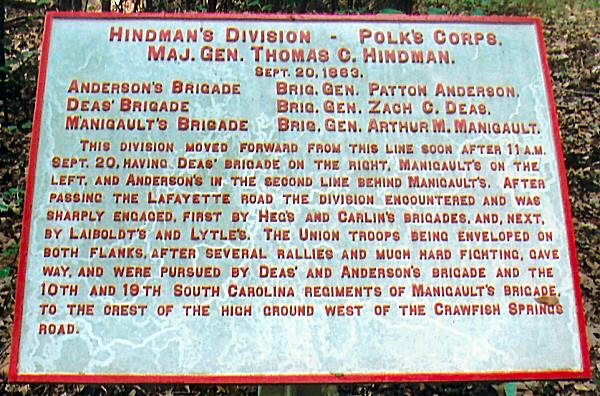 Hindman's Division - Polk's Corps.
Maj. Gen. Thomas C. Hindman.
Sept. 20, 1863.
Anderson's Brigade Brig. Gen. Patton Anderson.
Deas' Brigade Brig. Gen. Zach C. Deas.
Manigault's Brigade Brig. Gen. Arthur M. Manigault.
This division moved forward from this line soon after 11 A.M.
Sept. 20, having Deas' brigade on the right, Manigault's on the
left, and Anderson's in the second line behind Manigault's. After
passing the Lafayette road the division encountered and was
sharply engaged, first by Heg's and Carlin's brigades, and, next,
by Laiboldt's and Lytle's. The Union troops being enveloped on
both flanks, after several rallies and much hard fighting, gave
way, and were pursued by Deas' and Anderson's brigade and the
10th and 19th South Carolina regiments of Manigault's brigade,
to the crest of the high ground west of the Crawfish Springs
road.